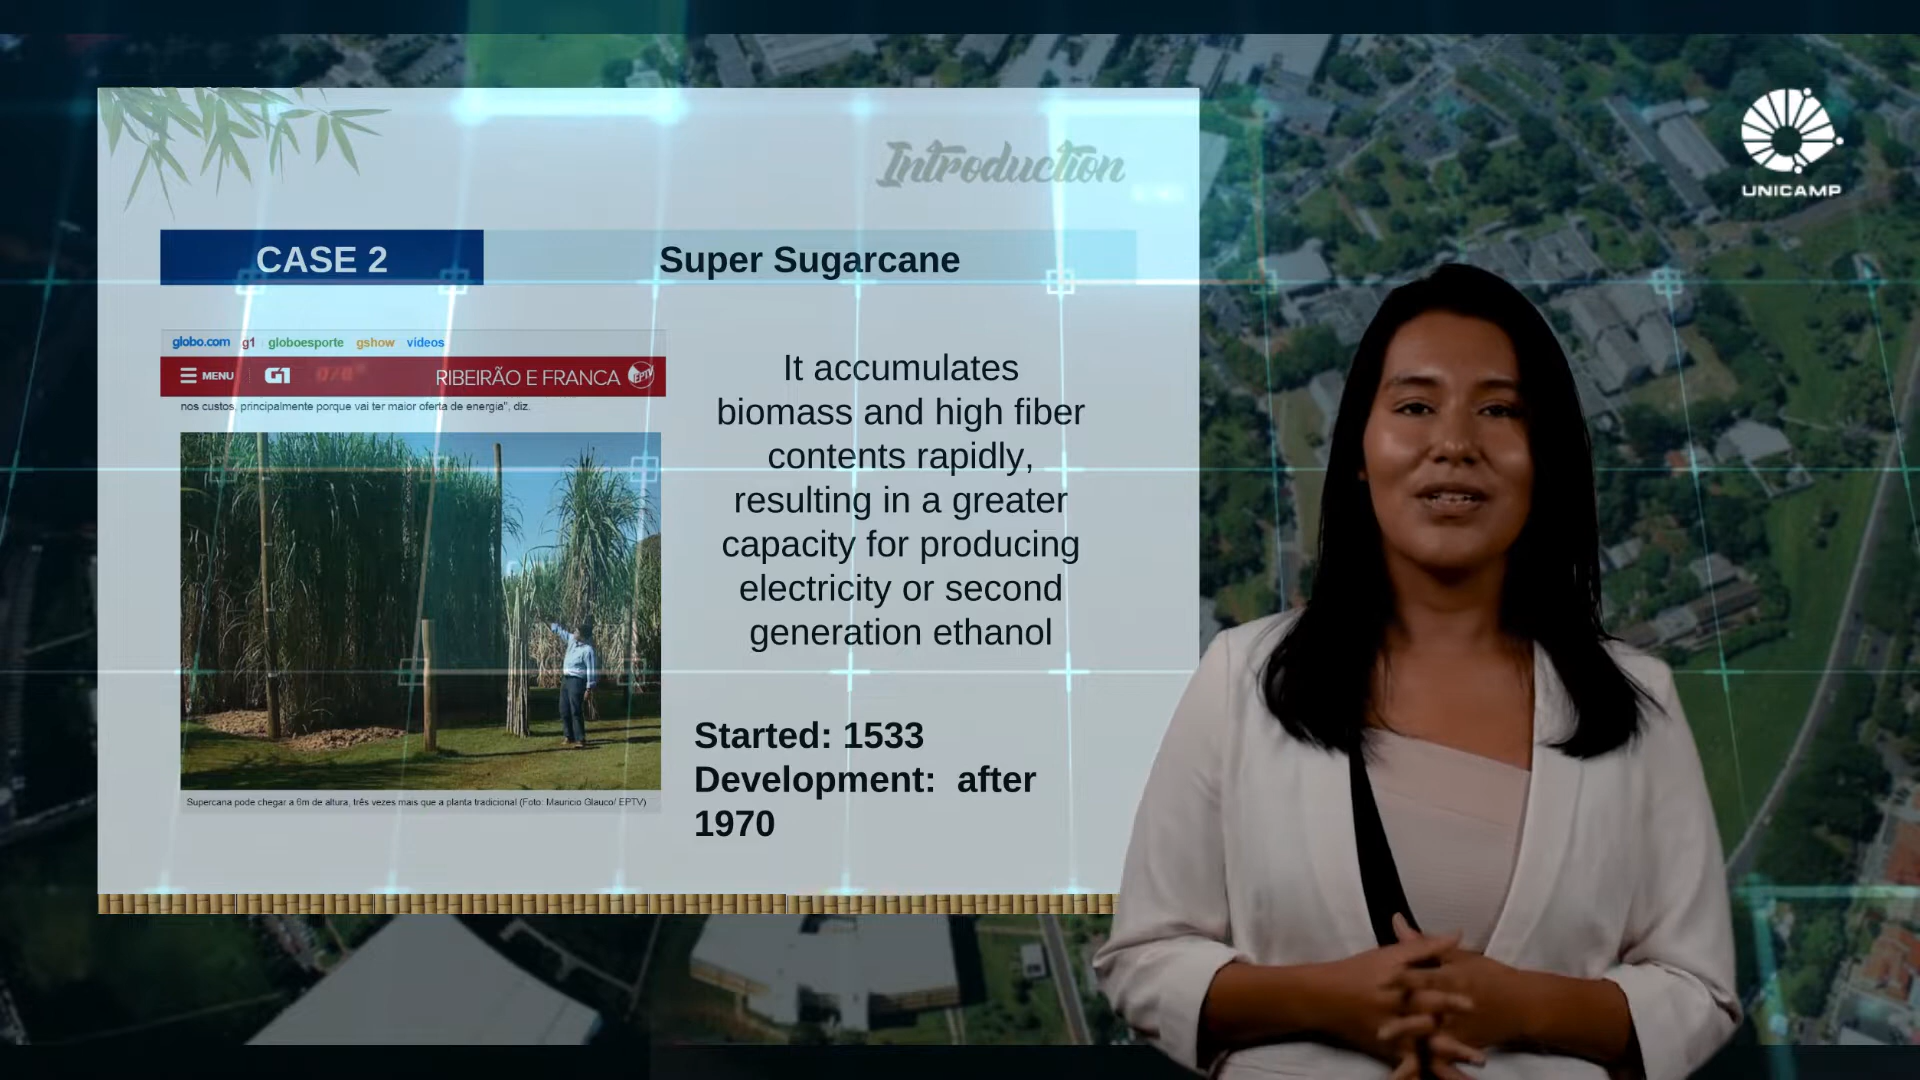 Introduction
UNICAMP
CASE 2
Super Sugarcane
globo.com g1 globoesporte gshow vídeos
MENU G1 RIBEIRÃO E FRANCA EPTV
nos custos, principalmente porque vai ter maior oferta de energia", diz.
Supercana pode chegar a 6m de altura, três vezes mais que a planta tradicional (Foto: Mauricio Glauco/ EPTV)
It accumulates
biomass and high fiber
contents rapidly,
resulting in a greater
capacity for producing
electricity or second
generation ethanol
Started: 1533
Development: after
1970